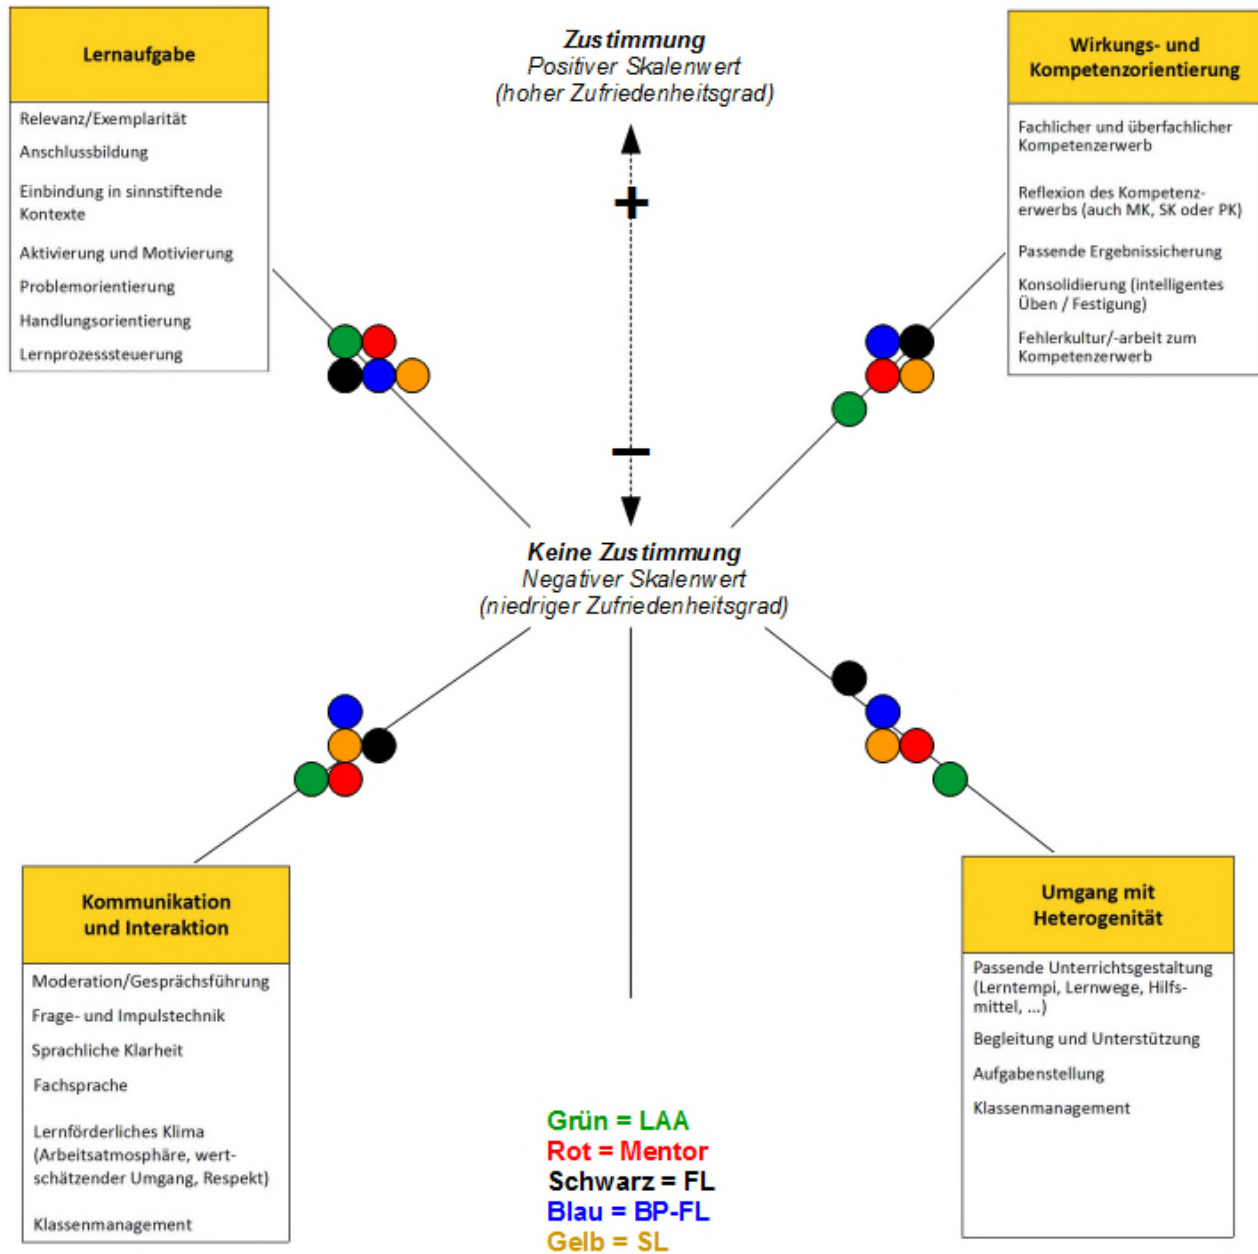 Lernaufgabe
Relevanz/Exemplarität
Anschlussbildung
Einbindung in sinnstiftende
Kontexte
Aktivierung und Motivierung
Problemorientierung
Handlungsorientierung
Lernprozesssteuerung
Zustimmung
Positiver Skalenwert
(hoher Zufriedenheitsgrad)
+
−
Keine Zustimmung
Negativer Skalenwert
(niedriger Zufriedenheitsgrad)
Wirkungs- und
Kompetenzorientierung
Fachlicher und überfachlicher
Kompetenzerwerb
Reflexion des Kompetenz-
erwerbs (auch MK, SK oder PK)
Passende Ergebnissicherung
Konsolidierung (intelligentes
Üben / Festigung)
Fehlerkultur/-arbeit zum
Kompetenzerwerb
Kommunikation
und Interaktion
Moderation/Gesprächsführung
Frage- und Impulstechnik
Sprachliche Klarheit
Fachsprache
Lernförderliches Klima
(Arbeitsatmosphäre, wert-
schätzender Umgang, Respekt)
Klassenmanagement
Umgang mit
Heterogenität
Passende Unterrichtsgestaltung
(Lerntempi, Lernwege, Hilfs-
mittel, ...)
Begleitung und Unterstützung
Aufgabenstellung
Klassenmanagement
Grün = LAA
Rot = Mentor
Schwarz = FL
Blau = BP-FL
Gelb = SL